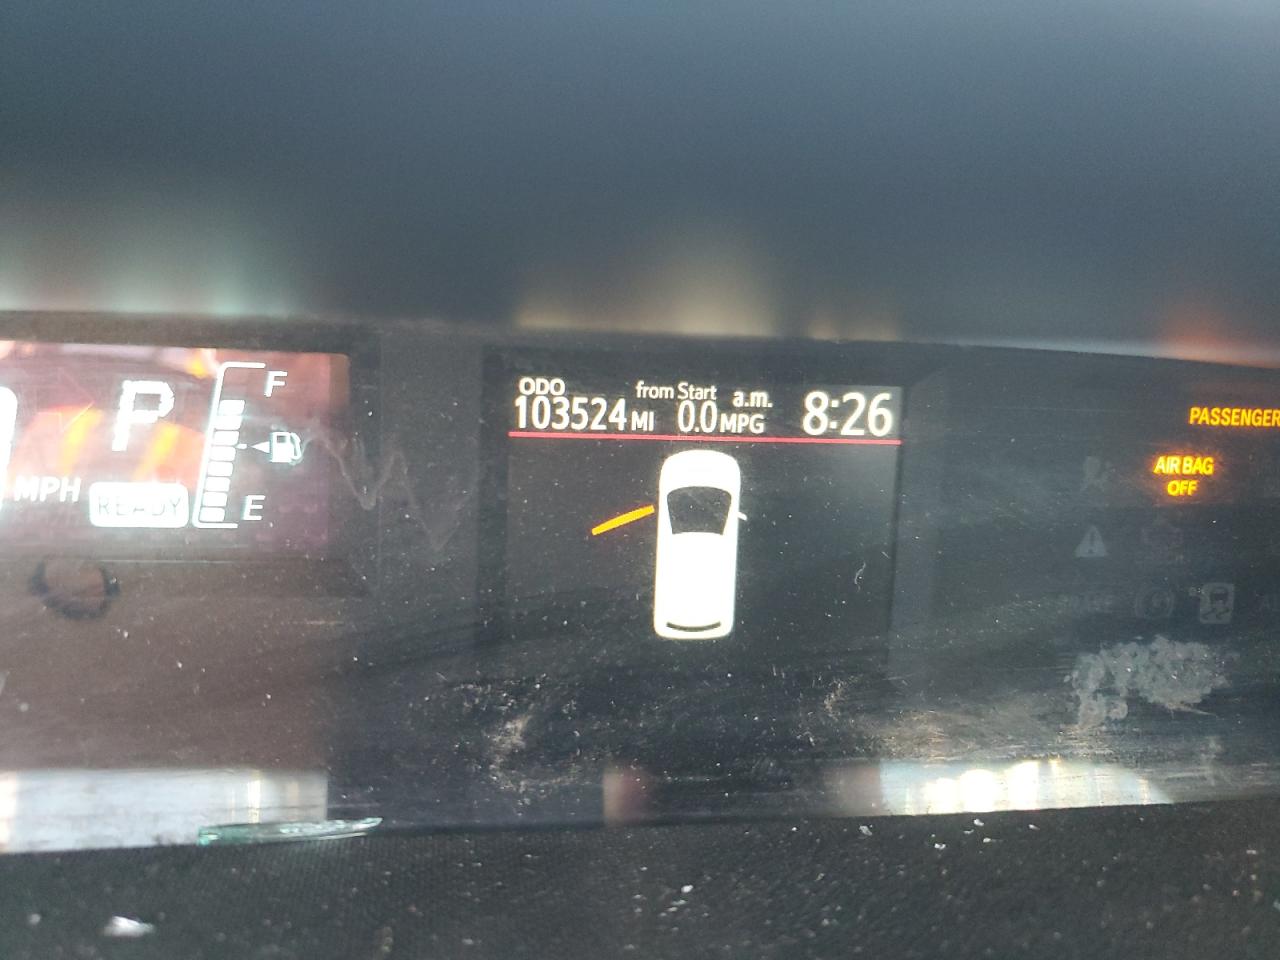 P
F
E
MPH
READY
ODO
103524 MI
from Start
0.0 MPG
a.m.
8:26
PASSENGER
AIR BAG
OFF